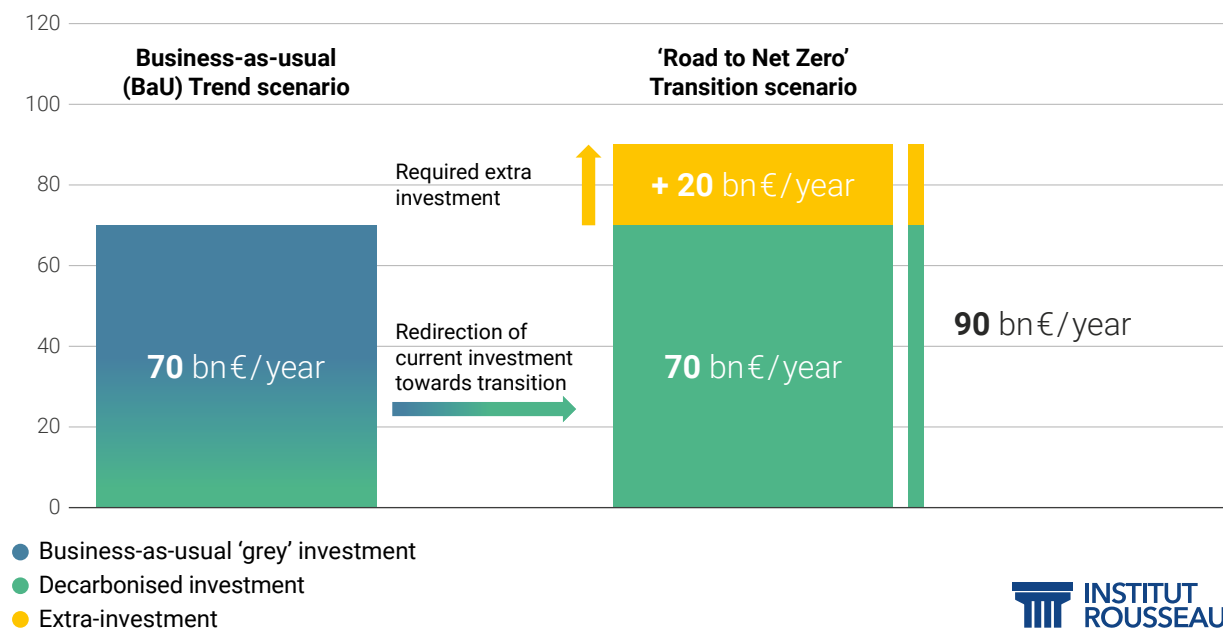 120
100
80
60
40
20
0
Business-as-usual
(BaU) Trend scenario
‘Road to Net Zero’
Transition scenario
Required extra
investment
+ 20 bn€/year
Redirection of
current investment
towards transition
70 bn€/year
70 bn€/year
90 bn€/year
Business-as-usual ‘grey’ investment
Decarbonised investment
Extra-investment
INSTITUT
ROUSSEAU